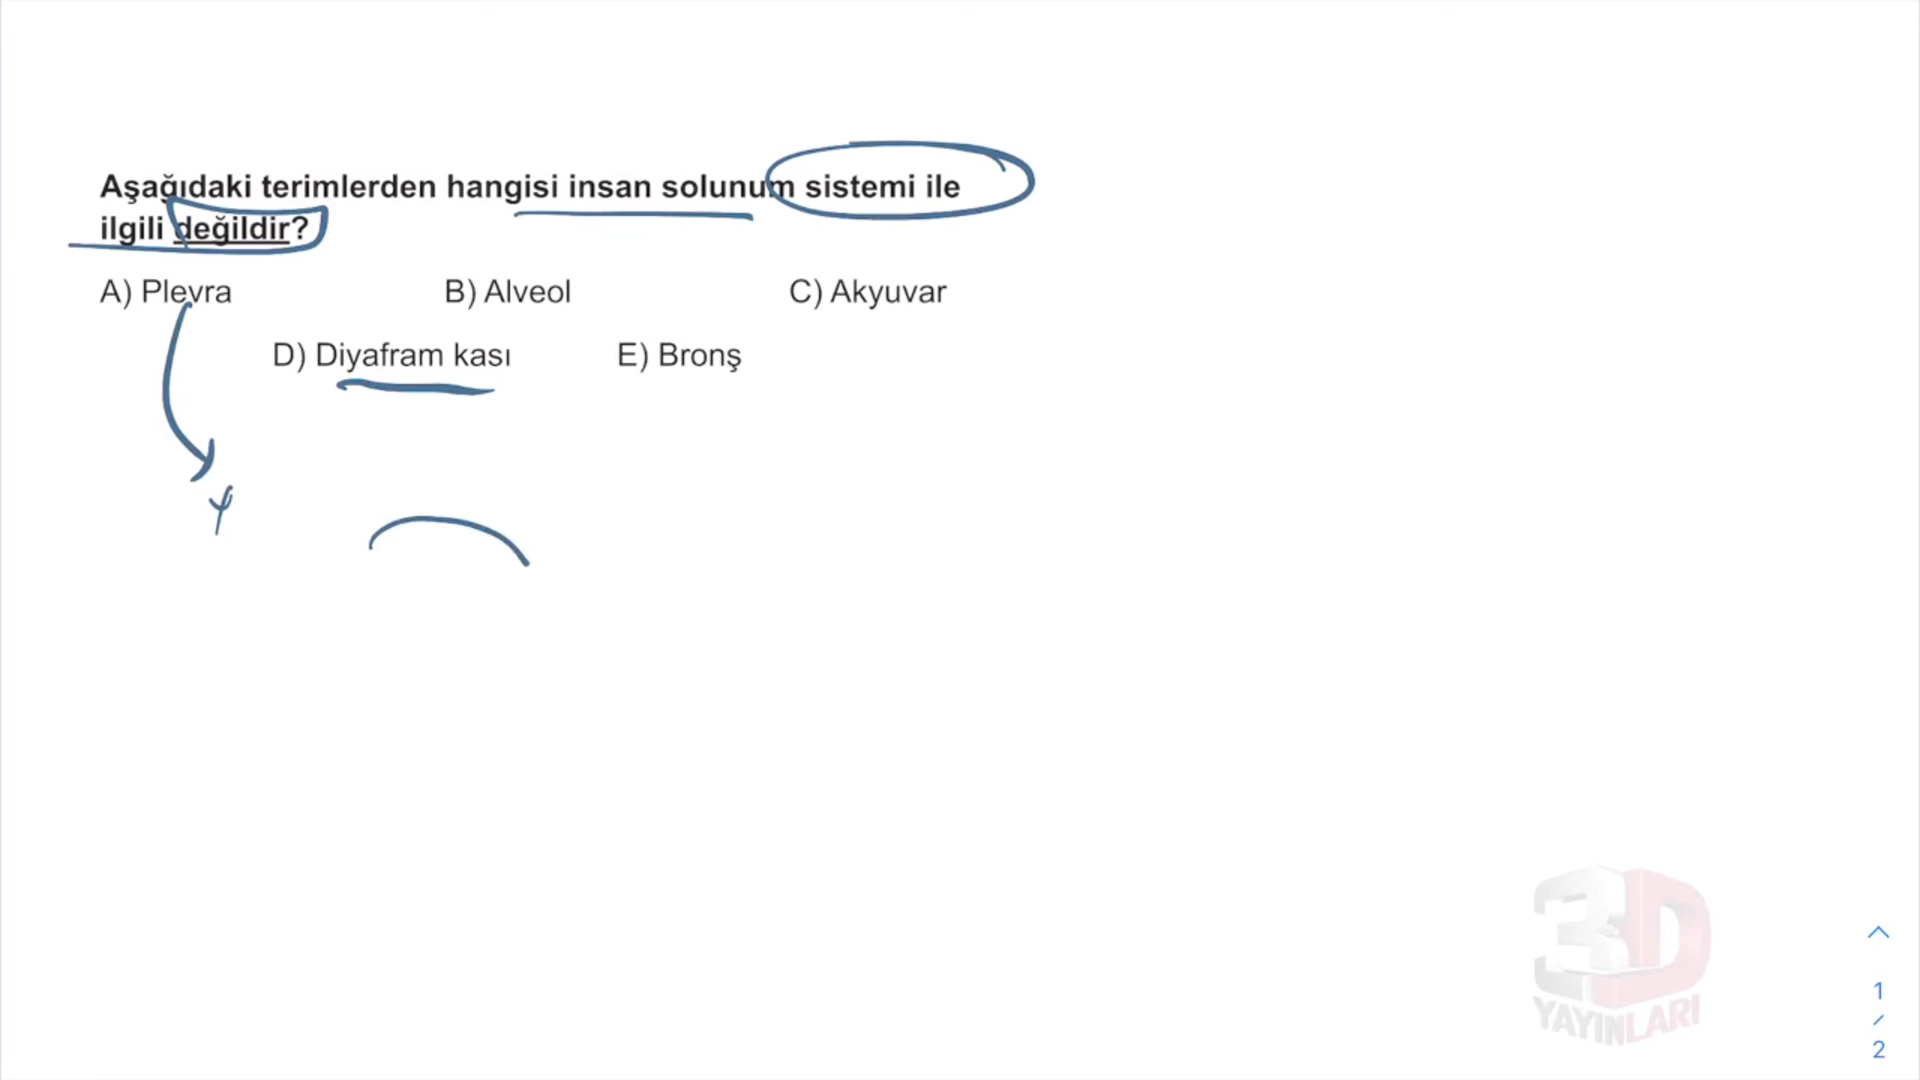 Aşağıdaki terimlerden hangisi insan solunum sistemi ile
ilgili değildir?
A) Plevra B) Alveol C) Akyuvar
D) Diyafram kası E) Bronş
3D
YAYINLARI
1
/
2